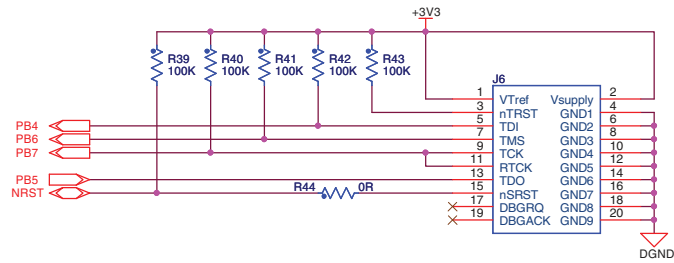 +3V3
R39 R40 R41 R42 R43
100K 100K 100K 100K 100K
J6
1 VTref Vsupply 2
3 nTRST GND1 4
PB4 5 TDI GND2 6
PB6 7 TMS GND3 8
PB7 9 TCK GND4 10
11 RTCK GND5 12
PB5 13 TDO GND6 14
NRST R44 0R 15 nSRST GND7 16
17 DBGRQ GND8 18
19 DBGACK GND9 20
DGND